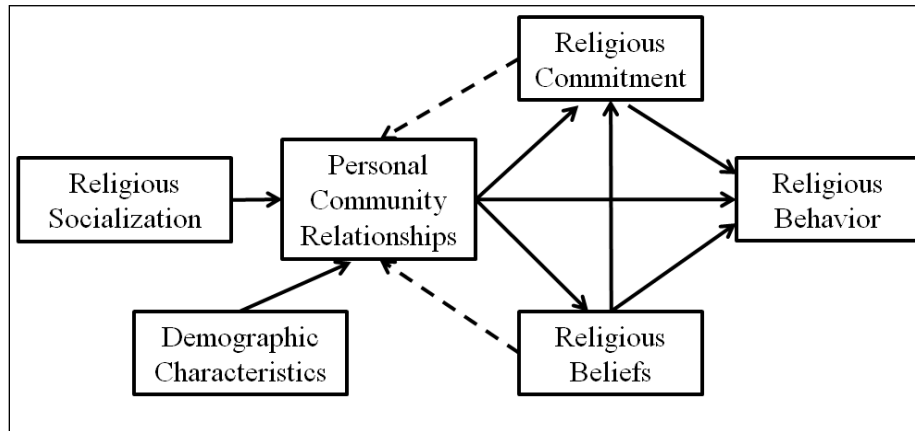 Religious
Commitment
Personal
Community
Relationships
Religious
Socialization
Religious
Behavior
Demographic
Characteristics
Religious
Beliefs